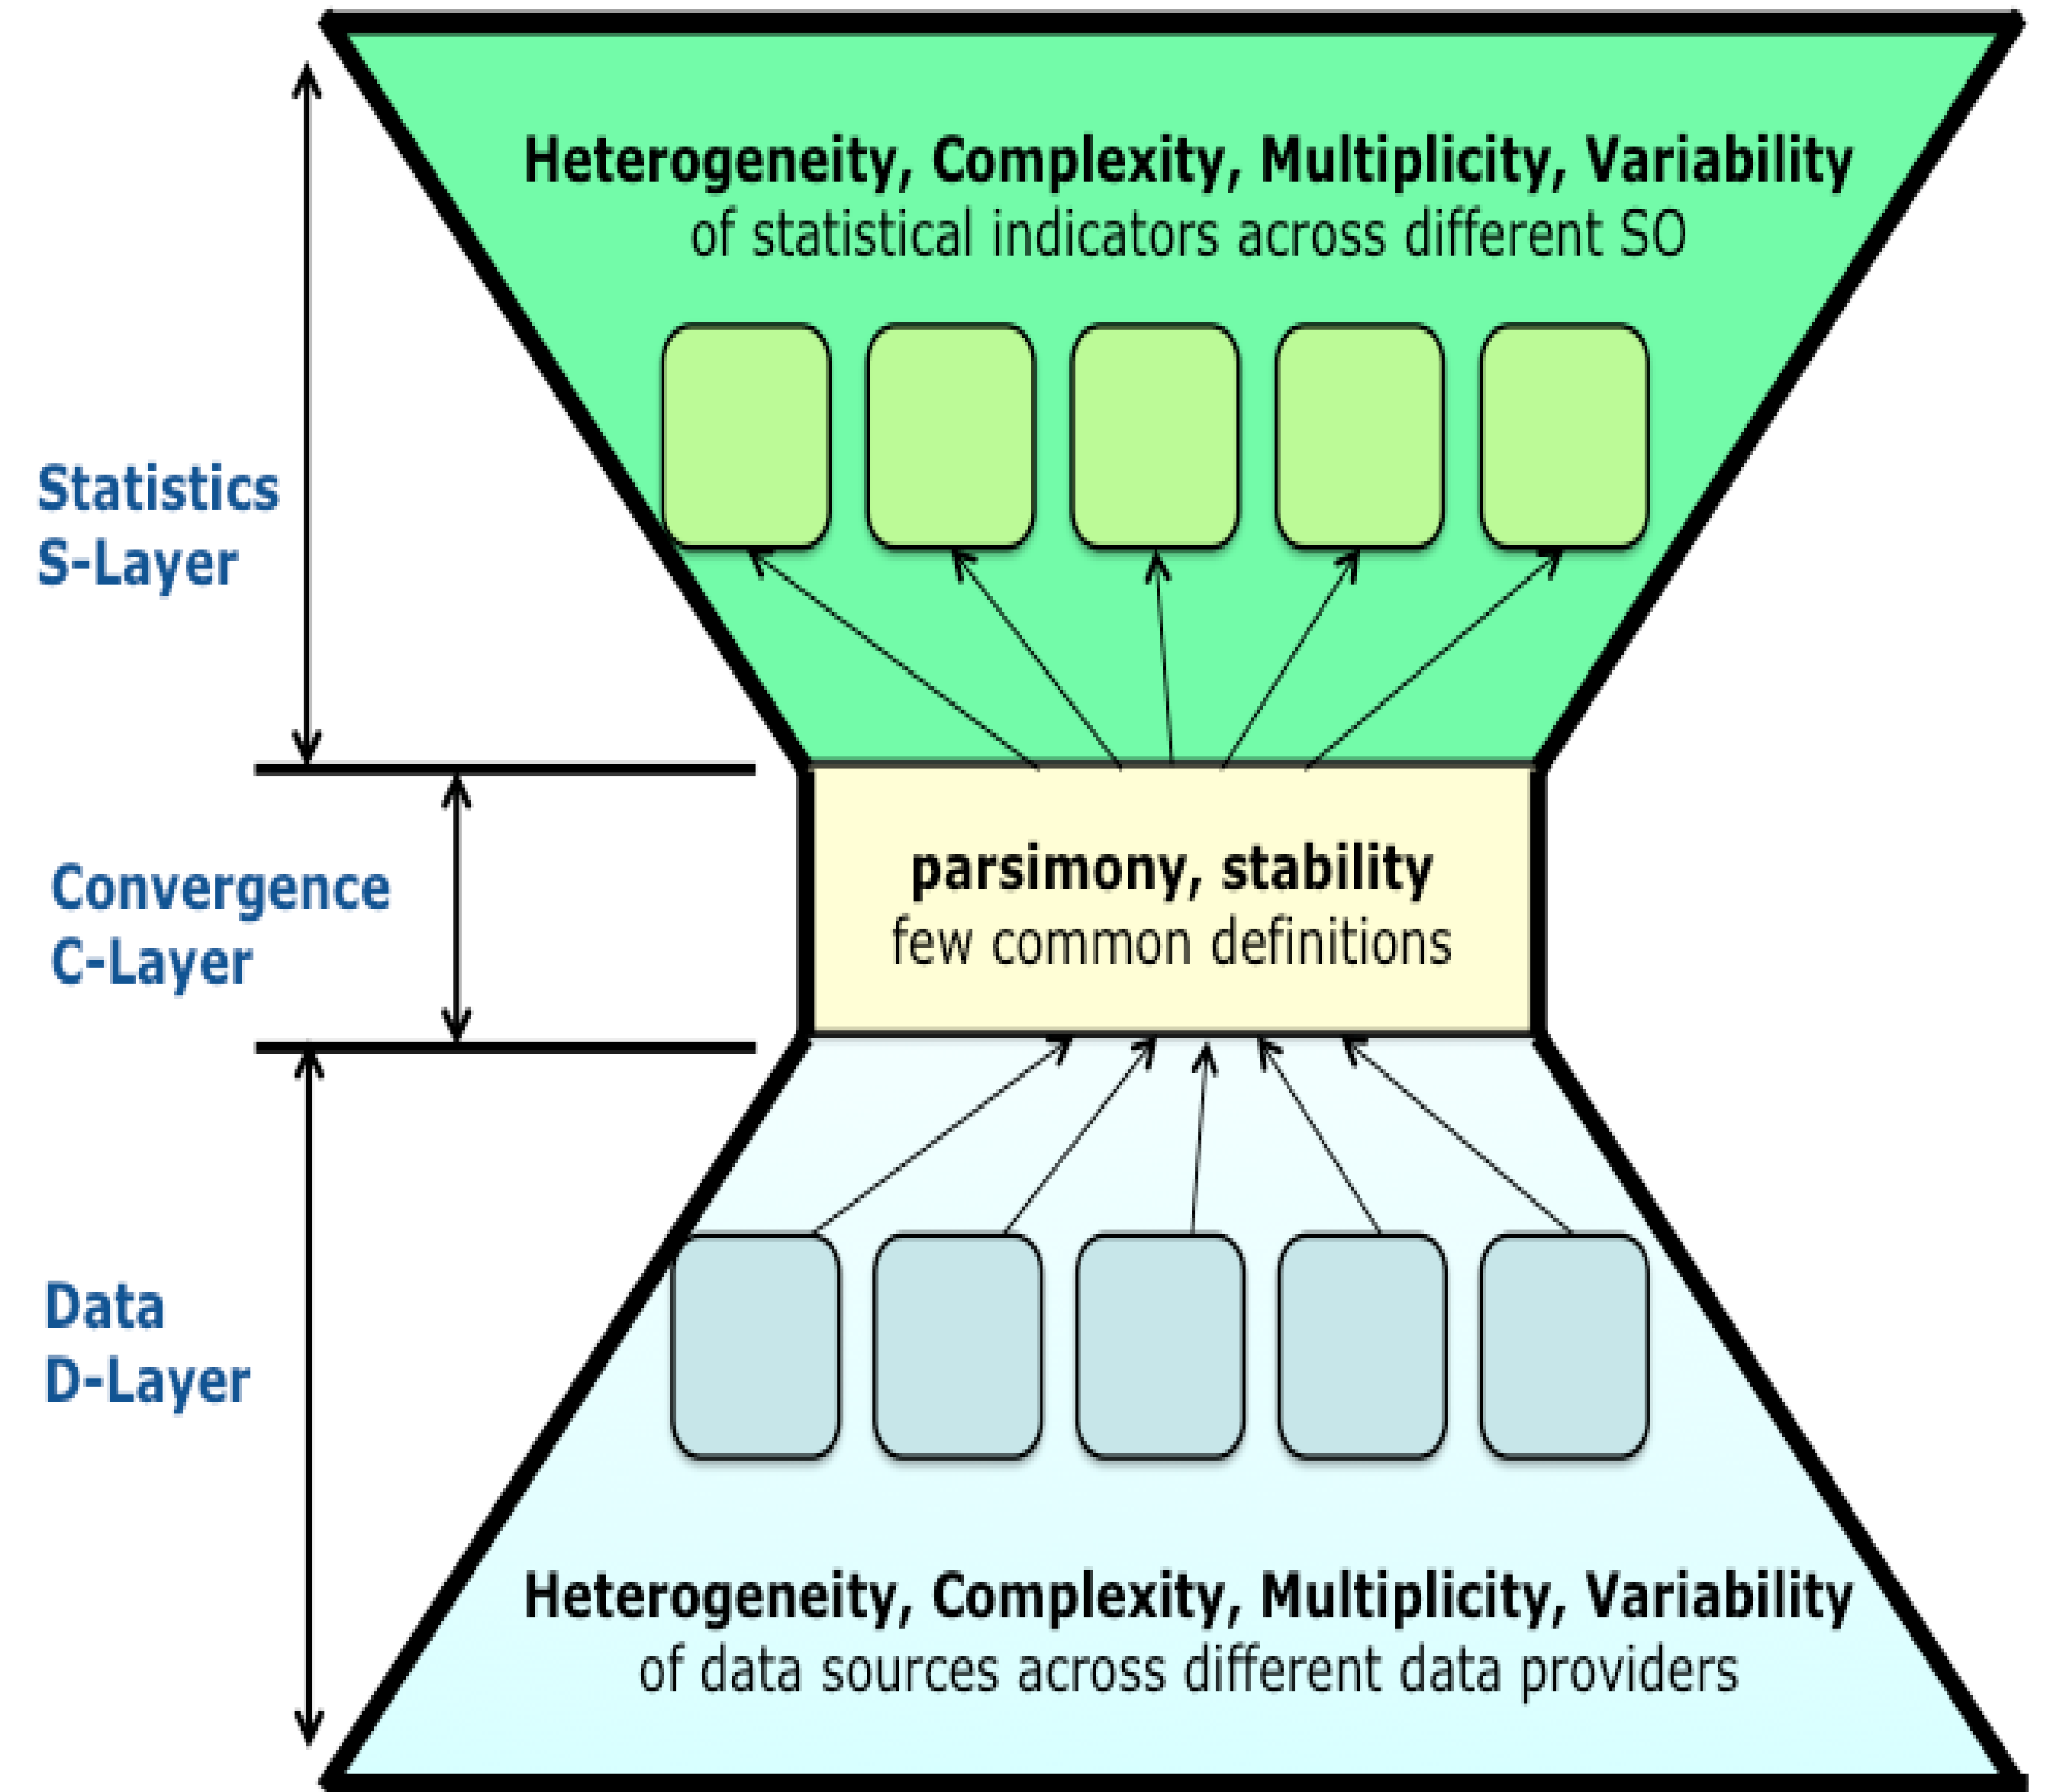 Heterogeneity, Complexity, Multiplicity, Variability
of statistical indicators across different SO
Statistics
S-Layer
parsimony, stability
few common definitions
Convergence
C-Layer
Data
D-Layer
Heterogeneity, Complexity, Multiplicity, Variability
of data sources across different data providers